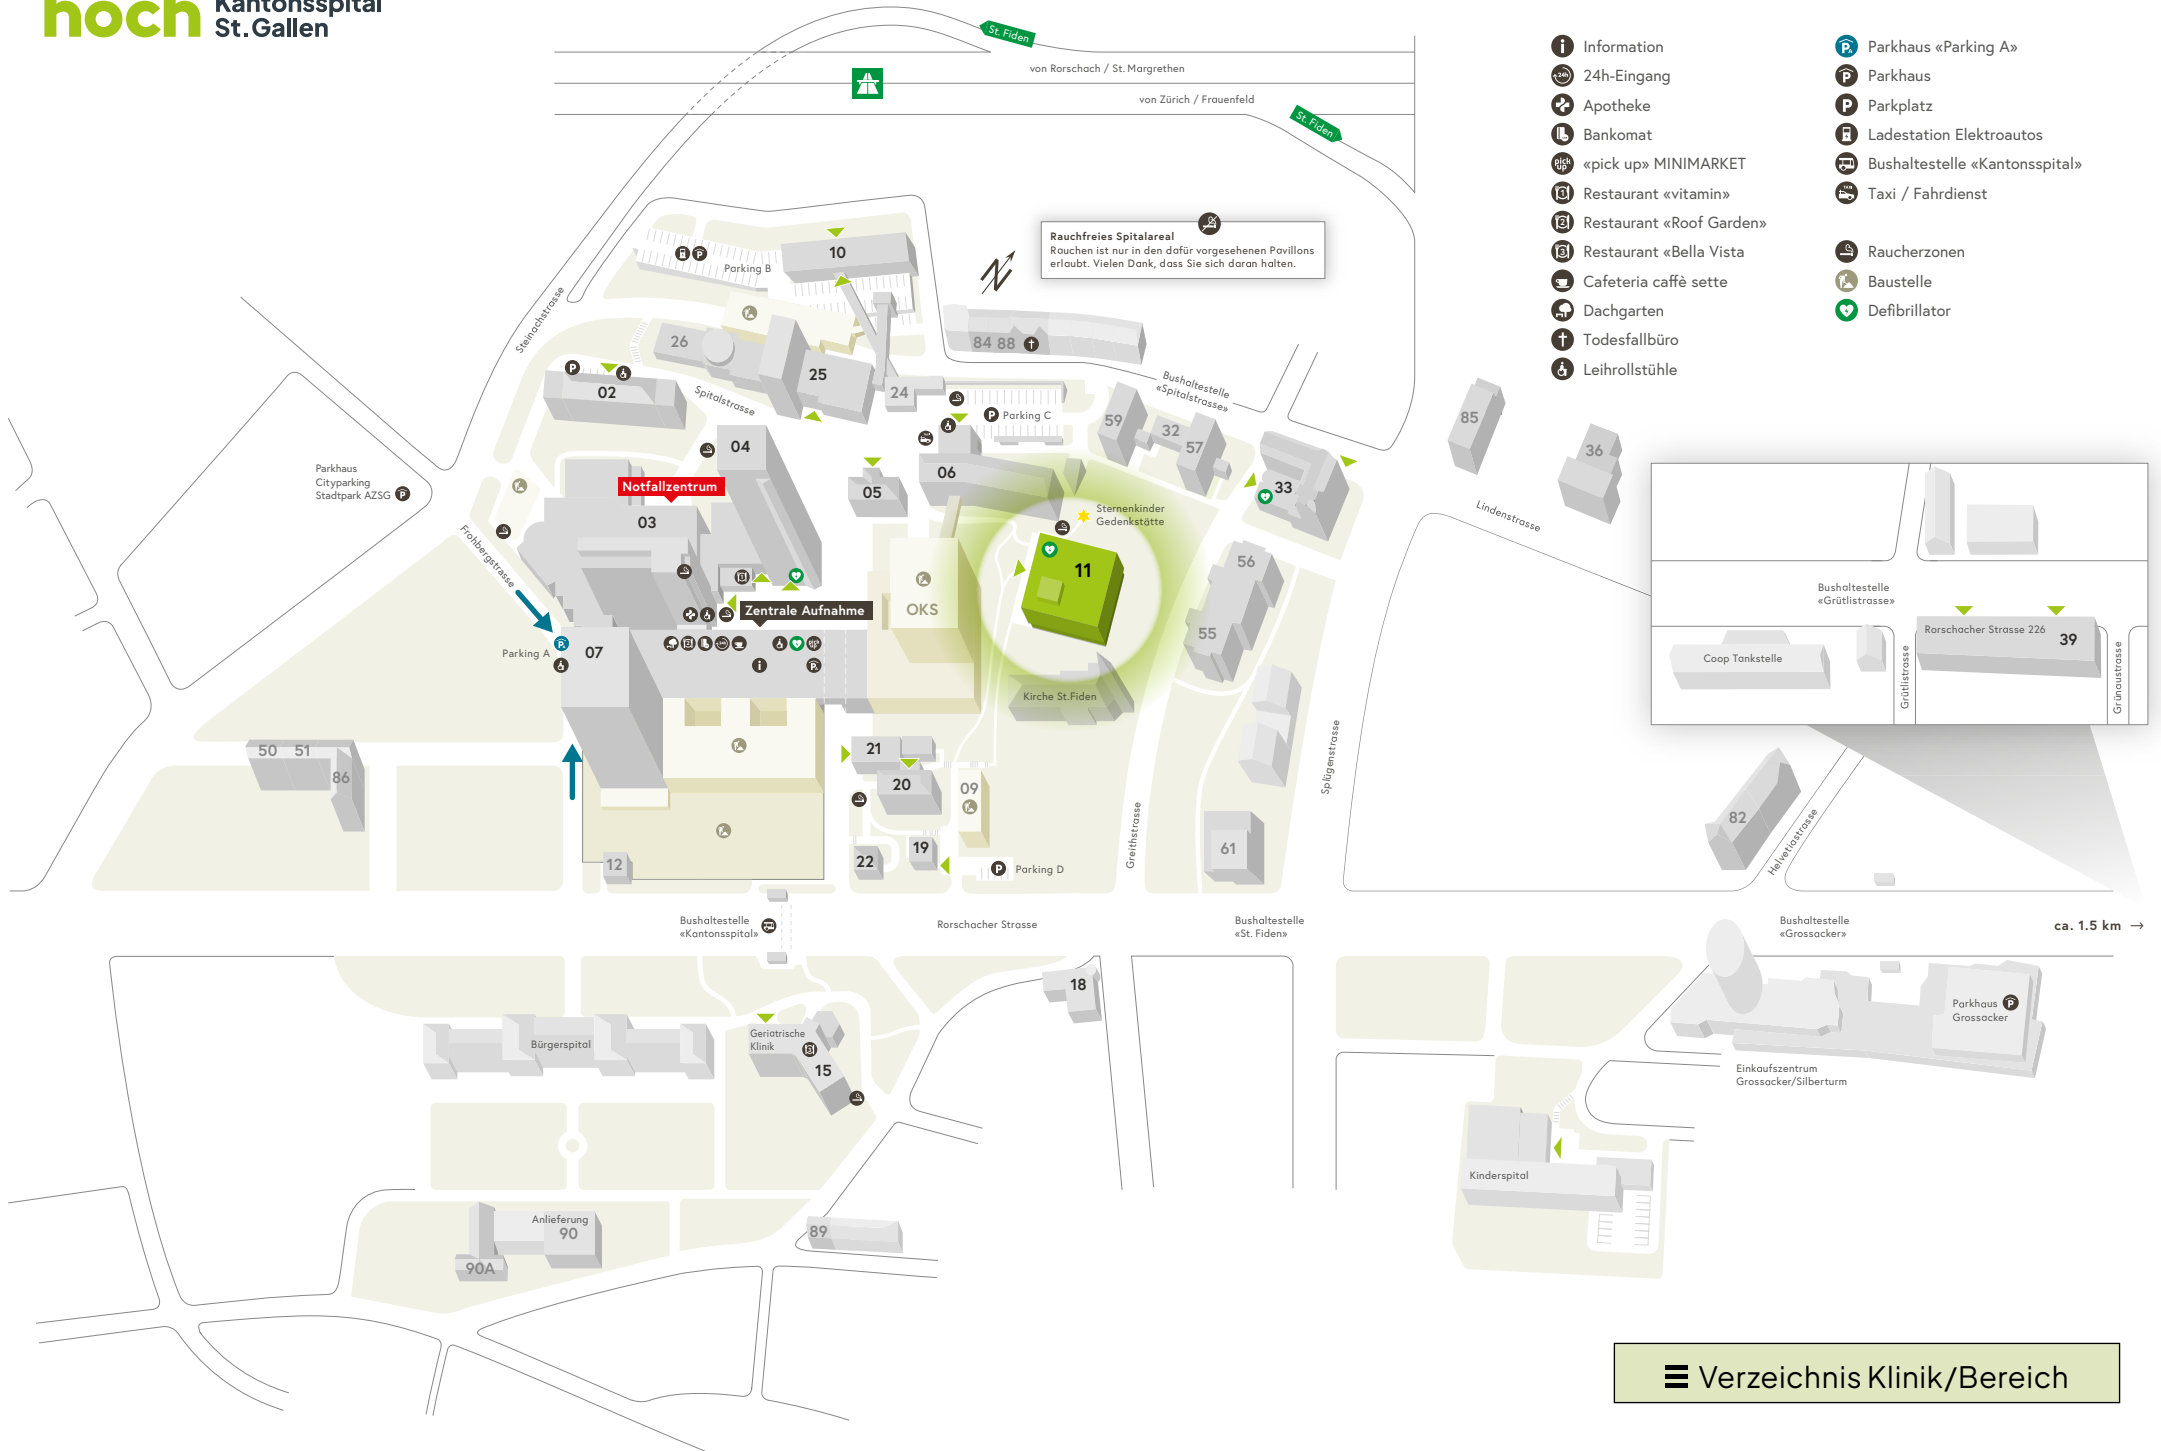 hoch Kantonsspital
St.Gallen
St. Fiden
von Rorschach / St. Margrethen
von Zürich / Frauenfeld
St. Fiden
Information
24h-Eingang
Apotheke
Bankomat
«pick up» MINIMARKET
Restaurant «vitamin»
Restaurant «Roof Garden»
Restaurant «Bella Vista
Cafeteria caffè sette
Dachgarten
Todesfallbüro
Leihrollstühle
Parkhaus «Parking A»
Parkhaus
Parkplatz
Ladestation Elektroautos
Bushaltestelle «Kantonsspital»
Taxi / Fahrdienst
Raucherzonen
Baustelle
Defibrillator
Rauchfreies Spitalareal
Rauchen ist nur in den dafür vorgesehenen Pavillons
erlaubt. Vielen Dank, dass Sie sich daran halten.
N
Parking B
10
Steinachstrasse
26
25
24
84 88
02
Spitalstrasse
Bushaltestelle
«Spitalstrasse»
Parking C
59
32
57
85
36
04
06
05
33
Parkhaus
Cityparking
Stadtpark AZSG
Notfallzentrum
03
Frohbergstrasse
Sternenkinder
Gedenkstätte
Lindenstrasse
11
56
55
OKS
Zentrale Aufnahme
Parking A
07
Kirche St.Fiden
Bushaltestelle
«Grütlistrasse»
Rorschacher Strasse 226
39
Coop Tankstelle
Grütlistrasse
Grünaustrasse
50 51
86
21
20
09
19
22
12
Parking D
Greithstrasse
Splügenstrasse
61
82
Helvetiastrasse
Bushaltestelle
«Kantonsspital»
Rorschacher Strasse
Bushaltestelle
«St. Fiden»
Bushaltestelle
«Grossacker»
ca. 1.5 km →
18
Bürgerspital
Geriatrische
Klinik
15
Parkhaus
Grossacker
Einkaufszentrum
Grossacker/Silberturm
Kinderspital
Anlieferung
90
90A
89
Verzeichnis Klinik/Bereich